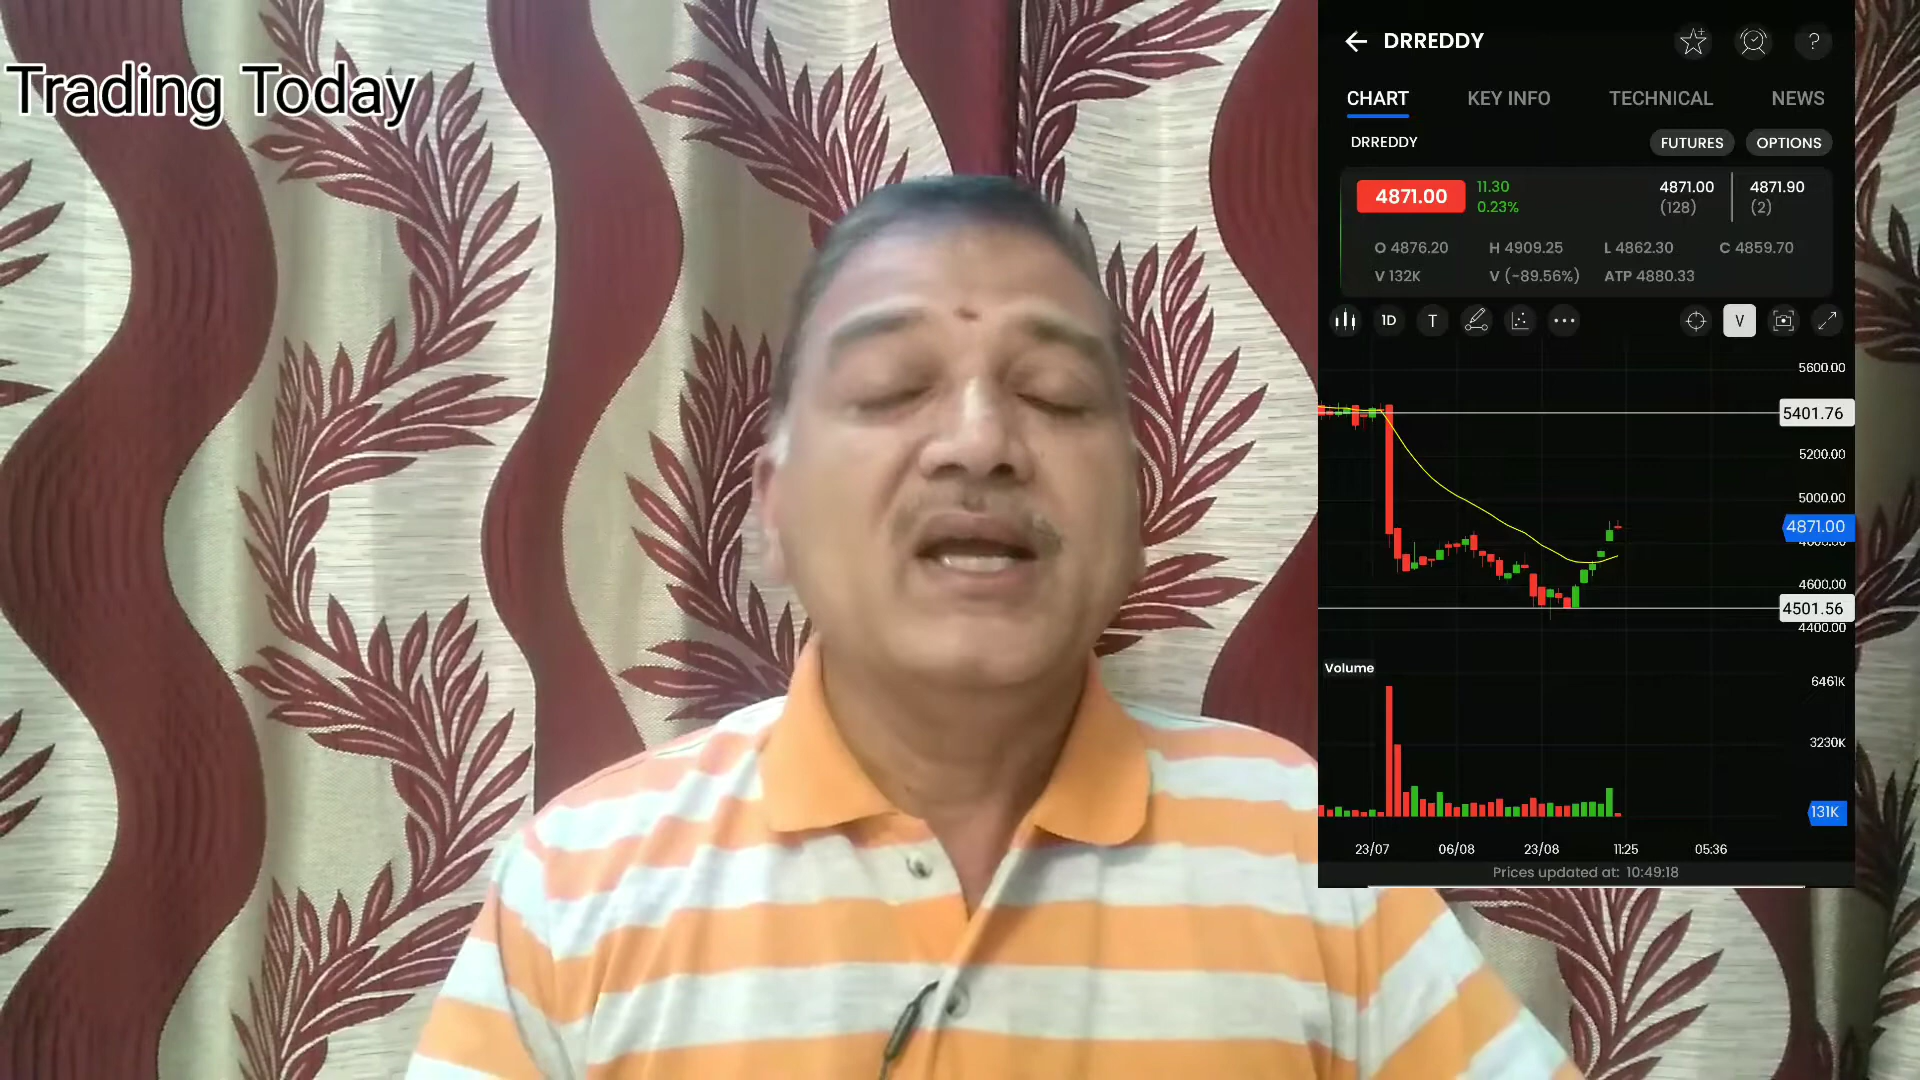 Trading Today
DRREDDY
?
CHART KEY INFO TECHNICAL NEWS
DRREDDY FUTURES OPTIONS
4871.00 11.30 0.23% 4871.00 (128) 4871.90 (2)
O 4876.20 H 4909.25 L 4862.30 C 4859.70
V 132K V (-89.56%) ATP 4880.33
1D T V
5600.00
5401.76
5200.00
5000.00
4871.00
4600.00
4501.56
4400.00
Volume
6461K
3230K
131K
23/07 06/08 23/08 11:25 05:36
Prices updated at: 10:49:18